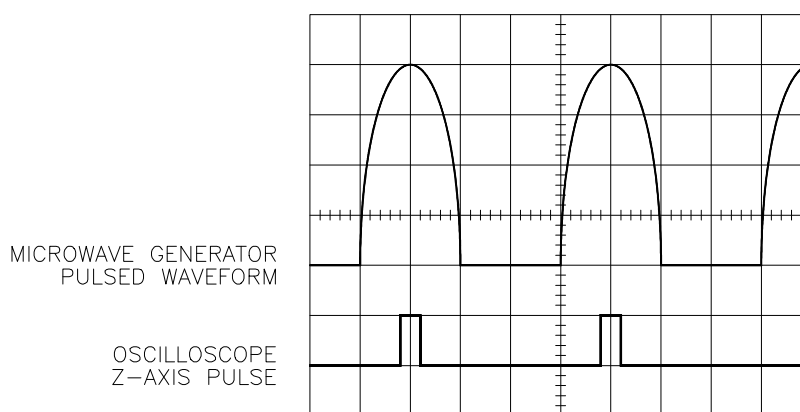 MICROWAVE GENERATOR
PULSED WAVEFORM
OSCILLOSCOPE
Z-AXIS PULSE